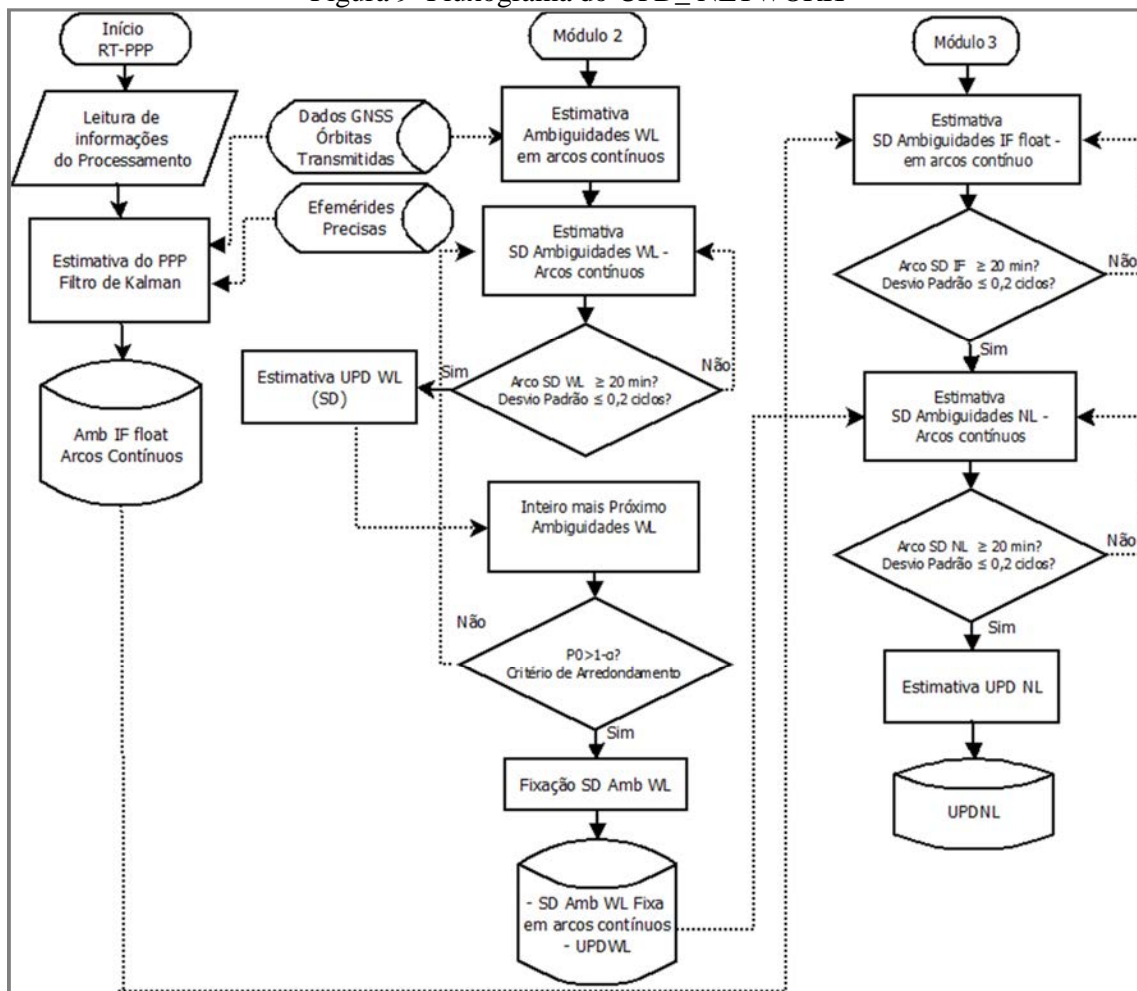 Figura 9- Fluxograma do UPD_ NETWORK
Início
RT-PPP
Leitura de
informações
do Processamento
Estimativa do PPP
Filtro de Kalman
Amb IF float
Arcos Contínuos
Dados GNSS
Órbitas
Transmitidas
Efemérides
Precisas
Módulo 2
Estimativa
Ambiguidades WL
em arcos contínuos
Estimativa
SD Ambiguidades WL -
Arcos contínuos
Arco SD WL ≥ 20 min?
Desvio Padrão ≤ 0,2 ciclos?
Não
Sim
Estimativa UPD WL
(SD)
Inteiro mais Próximo
Ambiguidades WL
P0>1-α?
Critério de Arredondamento
Não
Sim
Fixação SD Amb WL
- SD Amb WL Fixa
em arcos contínuos
- UPDWL
Módulo 3
Estimativa
SD Ambiguidades IF float -
em arcos contínuo
Arco SD IF ≥ 20 min?
Desvio Padrão ≤ 0,2 ciclos?
Não
Sim
Estimativa
SD Ambiguidades NL -
Arcos contínuos
Arco SD NL ≥ 20 min?
Desvio Padrão ≤ 0,2 ciclos?
Não
Sim
Estimativa UPD NL
UPDNL